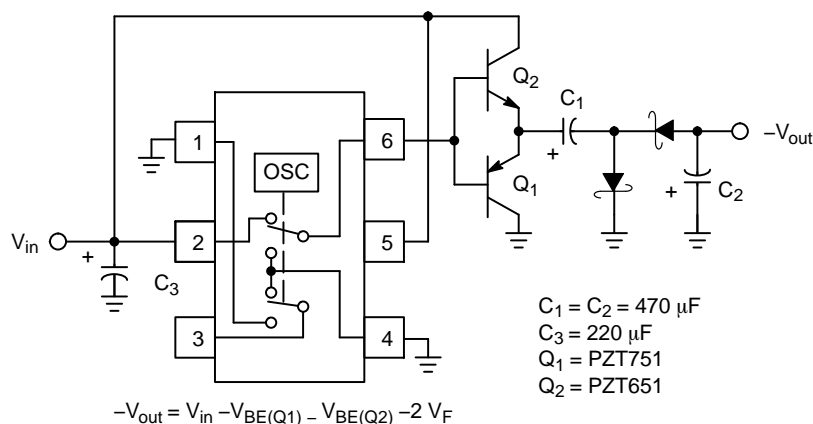 Q2
C1
1
6
+
–Vout
OSC
Q1
+
C2
Vin
2
5
+
C3
3
4
C1 = C2 = 470 μF
C3 = 220 μF
Q1 = PZT751
Q2 = PZT651
–Vout = Vin –VBE(Q1) – VBE(Q2) –2 VF